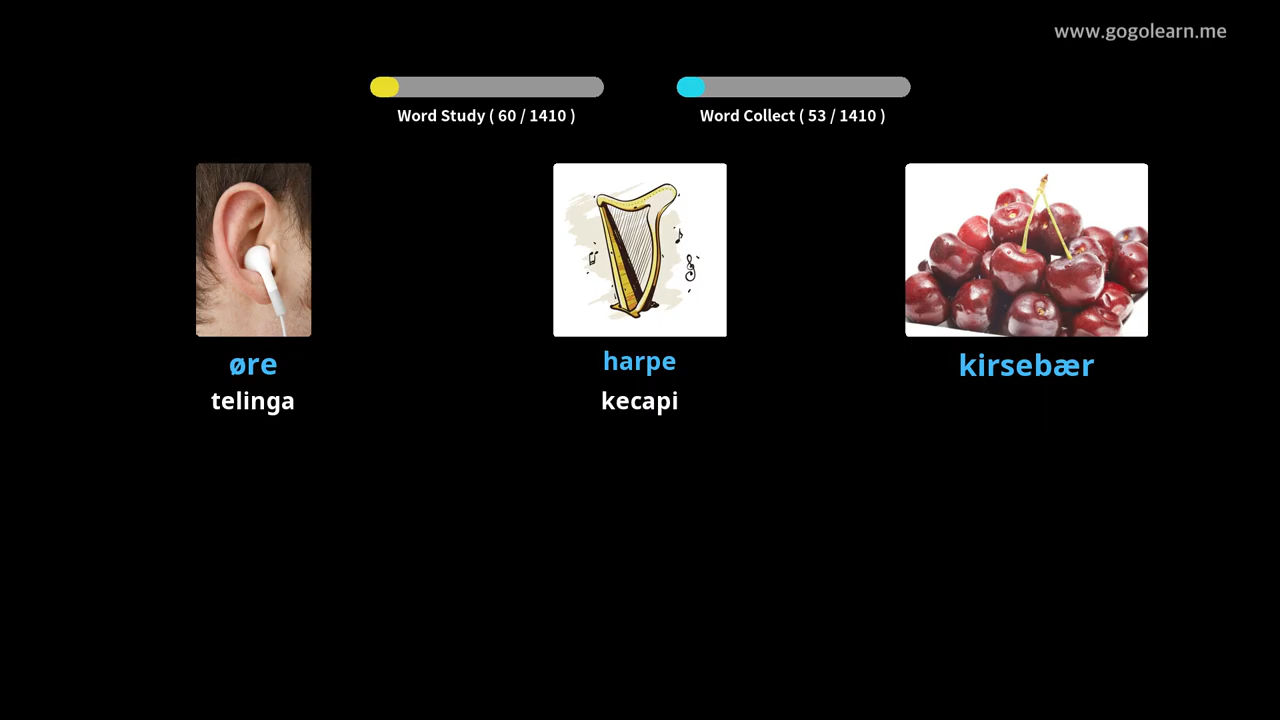 www.gogolearn.me
Word Study ( 60 / 1410 )
Word Collect ( 53 / 1410 )
øre
telinga
harpe
kecapi
kirsebær